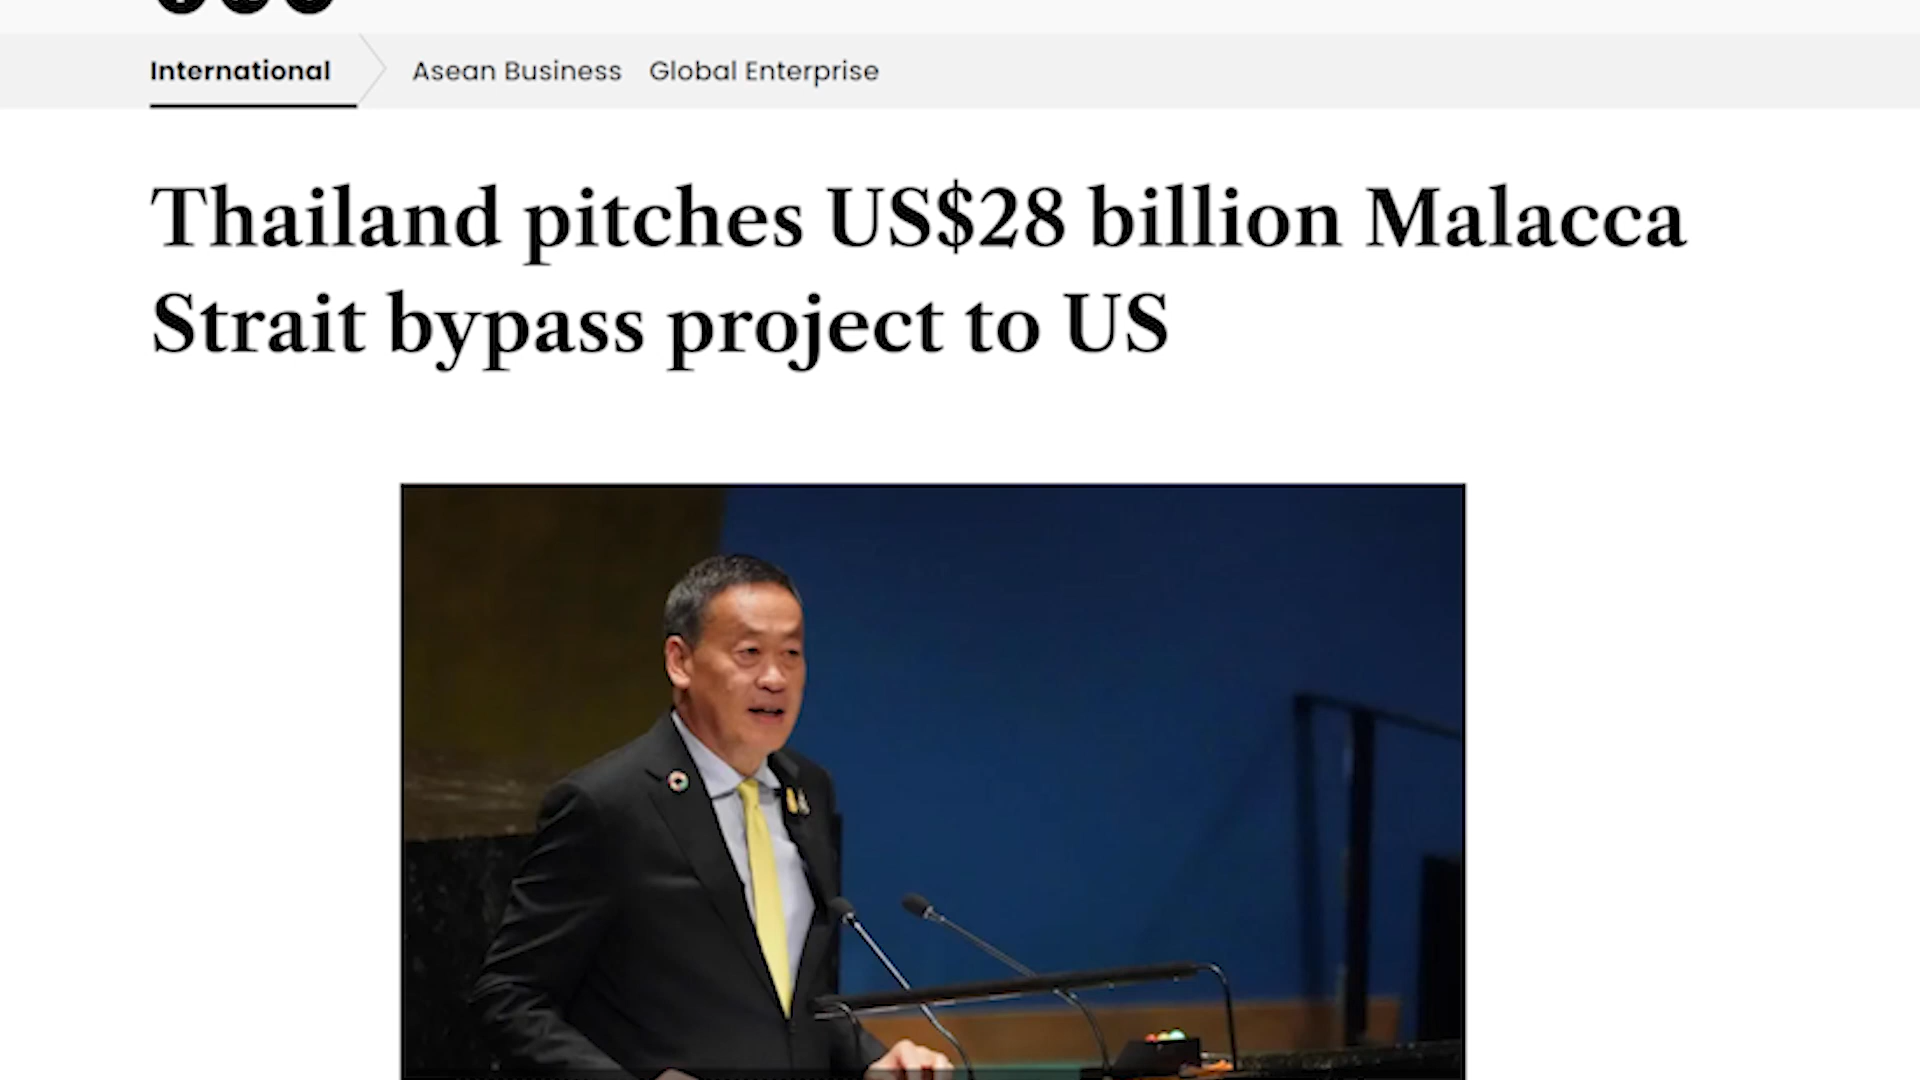 International
Asean Business
Global Enterprise
Thailand pitches US$28 billion Malacca
Strait bypass project to US